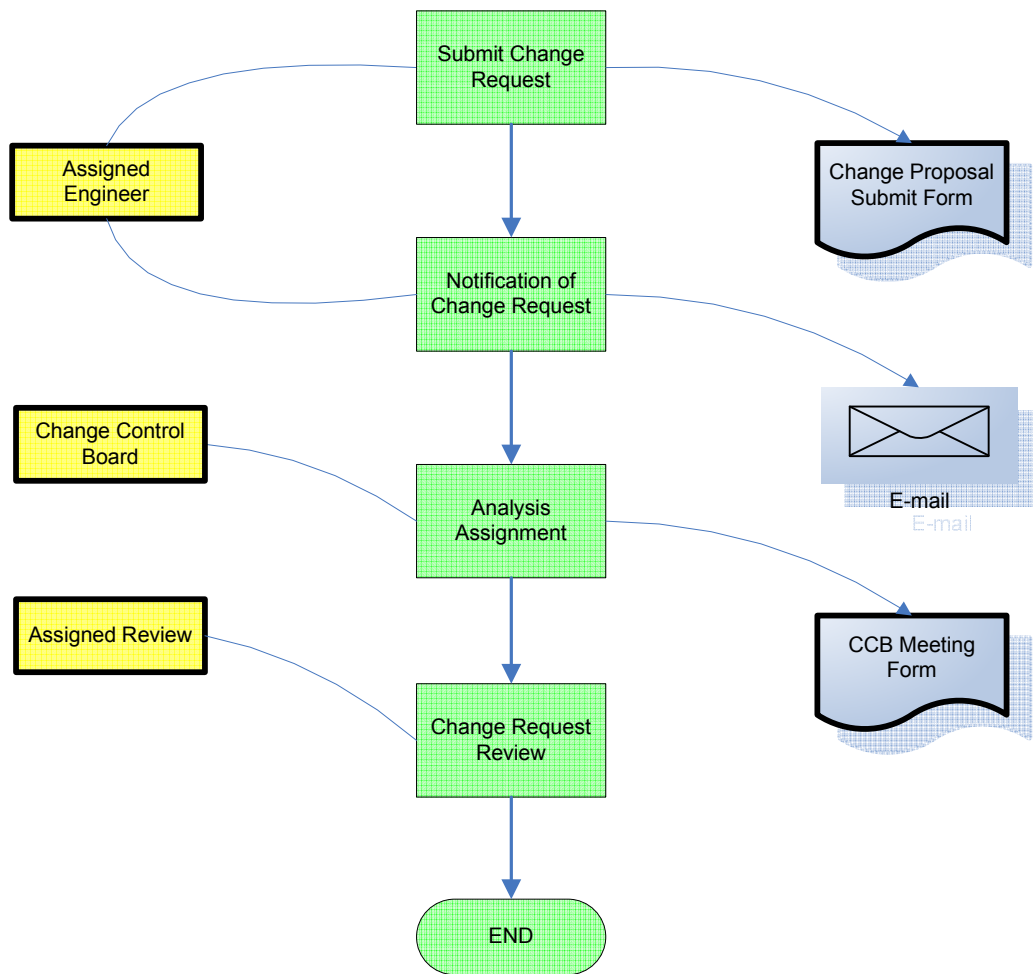 Submit Change
Request
Assigned
Engineer
Change Proposal
Submit Form
Notification of
Change Request
Change Control
Board
E-mail
E-mail
Analysis
Assignment
Assigned Review
CCB Meeting
Form
Change Request
Review
END